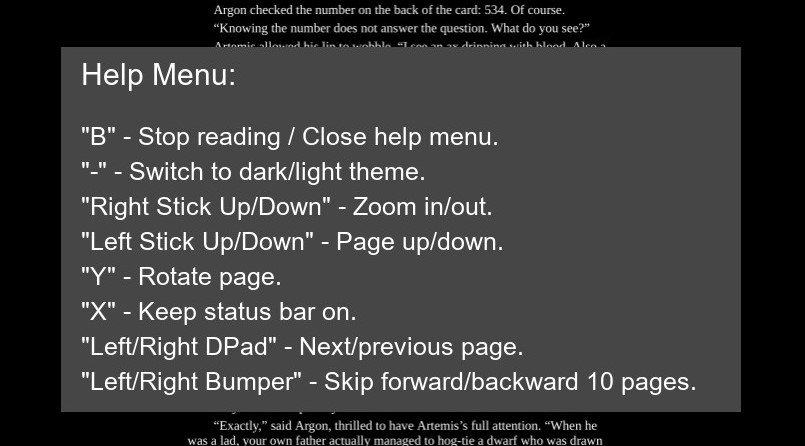 Argon checked the number on the back of the card: 534. Of course.
“Knowing the number does not answer the question. What do you see?”
Artemis allowed his lip to wobble. “I see an ax dripping with blood. Also a
Help Menu:
"B" - Stop reading / Close help menu.
"-" - Switch to dark/light theme.
"Right Stick Up/Down" - Zoom in/out.
"Left Stick Up/Down" - Page up/down.
"Y" - Rotate page.
"X" - Keep status bar on.
"Left/Right DPad" - Next/previous page.
"Left/Right Bumper" - Skip forward/backward 10 pages.
“Exactly,” said Argon, thrilled to have Artemis’s full attention. “When he
was a lad, your own father actually managed to hog-tie a dwarf who was drawn